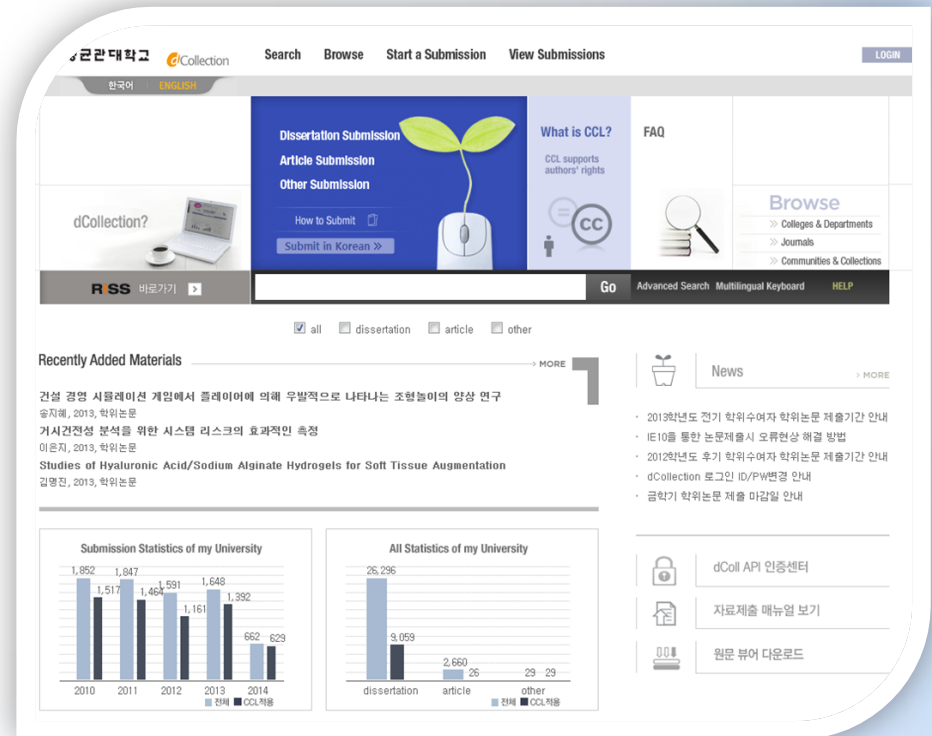 균관대학교 dCollection Search Browse Start a Submission View Submissions LOGIN
한국어 ENGLISH
dCollection?
Dissertation Submission
Article Submission
Other Submission
How to Submit
Submit in Korean »
What is CCL?
CCL supports
authors' rights
CC
FAQ
Browse
» Colleges & Departments
» Journals
» Communities & Collections
RISS 바로가기 >
Go Advanced Search Multilingual Keyboard HELP
all dissertation article other
Recently Added Materials > MORE
건설 경영 시뮬레이션 게임에서 플레이어에 의해 우발적으로 나타나는 조형놀이의 양상 연구
송지혜, 2013, 학위논문
거시건전성 분석를 위한 시스템 리스크의 효과적인 측정
이은지, 2013, 학위논문
Studies of Hyaluronic Acid/Sodium Alginate Hydrogels for Soft Tissue Augmentation
김명진, 2013, 학위논문
News > MORE
· 2013학년도 전기 학위수여자 학위논문 제출기간 안내
· IE10을 통한 논문제출시 오류현상 해결 방법
· 2012학년도 후기 학위수여자 학위논문 제출기간 안내
· dCollection 로그인 ID/PW변경 안내
· 금학기 학위논문 제출 마감일 안내
Submission Statistics of my University
1,852 1,847 1,591 1,648
1,517 1,464 1,161 1,392
662 629
2010 2011 2012 2013 2014
전체 CCL적용
All Statistics of my University
26,296
9,059
2,660 26 29 29
dissertation article other
전체 CCL적용
dColl API 인증센터
자료제출 매뉴얼 보기
원문 뷰어 다운로드